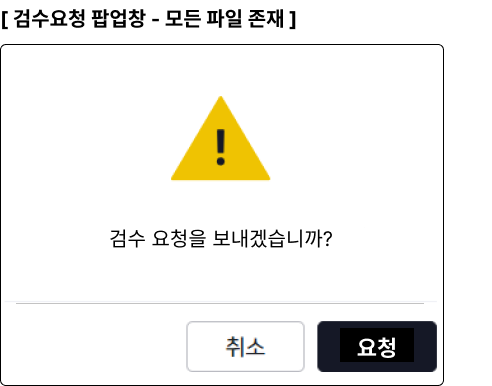 [ 검수요청 팝업창 - 모든 파일 존재 ]
!
검수 요청을 보내겠습니까?
취소
요청